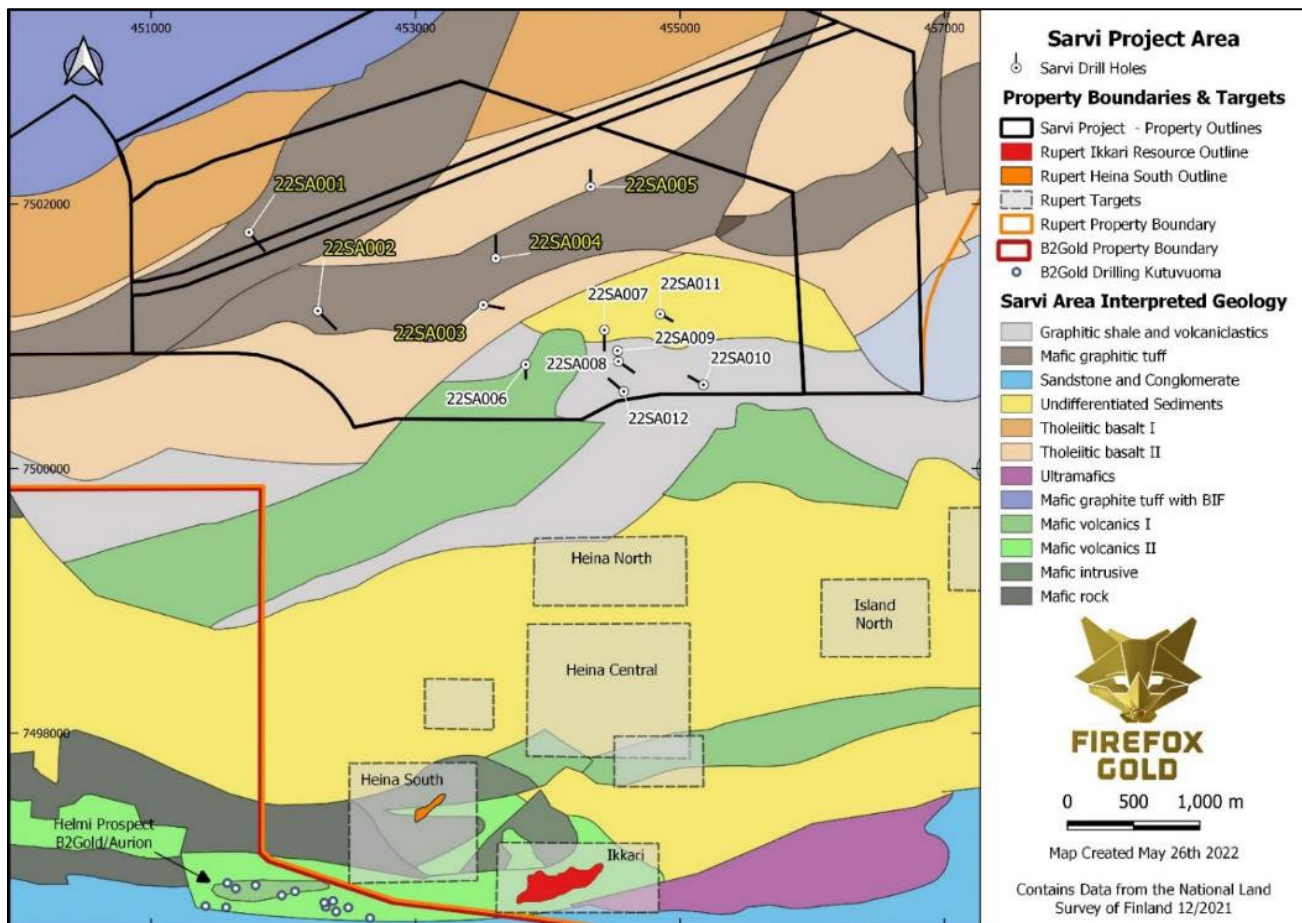 451000
453000
455000
457000
7502000
7500000
7498000
22SA001
22SA005
22SA002
22SA004
22SA011
22SA007
22SA003
22SA009
22SA008
22SA010
22SA006
22SA012
Heina North
Island
North
Heina Central
Heina South
Helmi Prospect
B2Gold/Aurion
Ikkari
Sarvi Project Area
Sarvi Drill Holes
Property Boundaries & Targets
Sarvi Project - Property Outlines
Rupert Ikkari Resource Outline
Rupert Heina South Outline
Rupert Targets
Rupert Property Boundary
B2Gold Property Boundary
B2Gold Drilling Kutuvuoma
Sarvi Area Interpreted Geology
Graphitic shale and volcaniclastics
Mafic graphitic tuff
Sandstone and Conglomerate
Undifferentiated Sediments
Tholeiitic basalt I
Tholeiitic basalt II
Ultramafics
Mafic graphite tuff with BIF
Mafic volcanics I
Mafic volcanics II
Mafic intrusive
Mafic rock
FIREFOX
GOLD
0 500 1,000 m
Map Created May 26th 2022
Contains Data from the National Land
Survey of Finland 12/2021